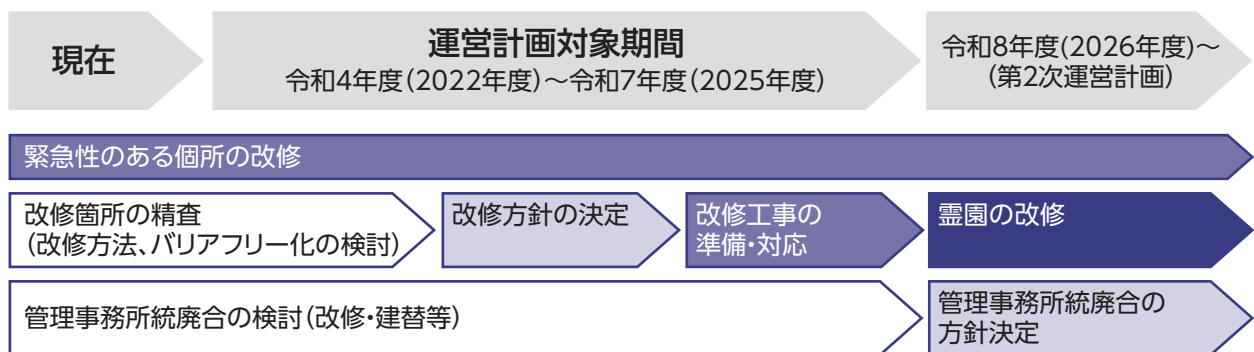 現在
運営計画対象期間
令和4年度(2022年度)～令和7年度(2025年度)
令和8年度(2026年度)～
(第2次運営計画)
緊急性のある個所の改修
改修箇所の精査
(改修方法、バリアフリー化の検討)
改修方針の決定
改修工事の
準備・対応
霊園の改修
管理事務所統廃合の検討(改修・建替等)
管理事務所統廃合の
方針決定